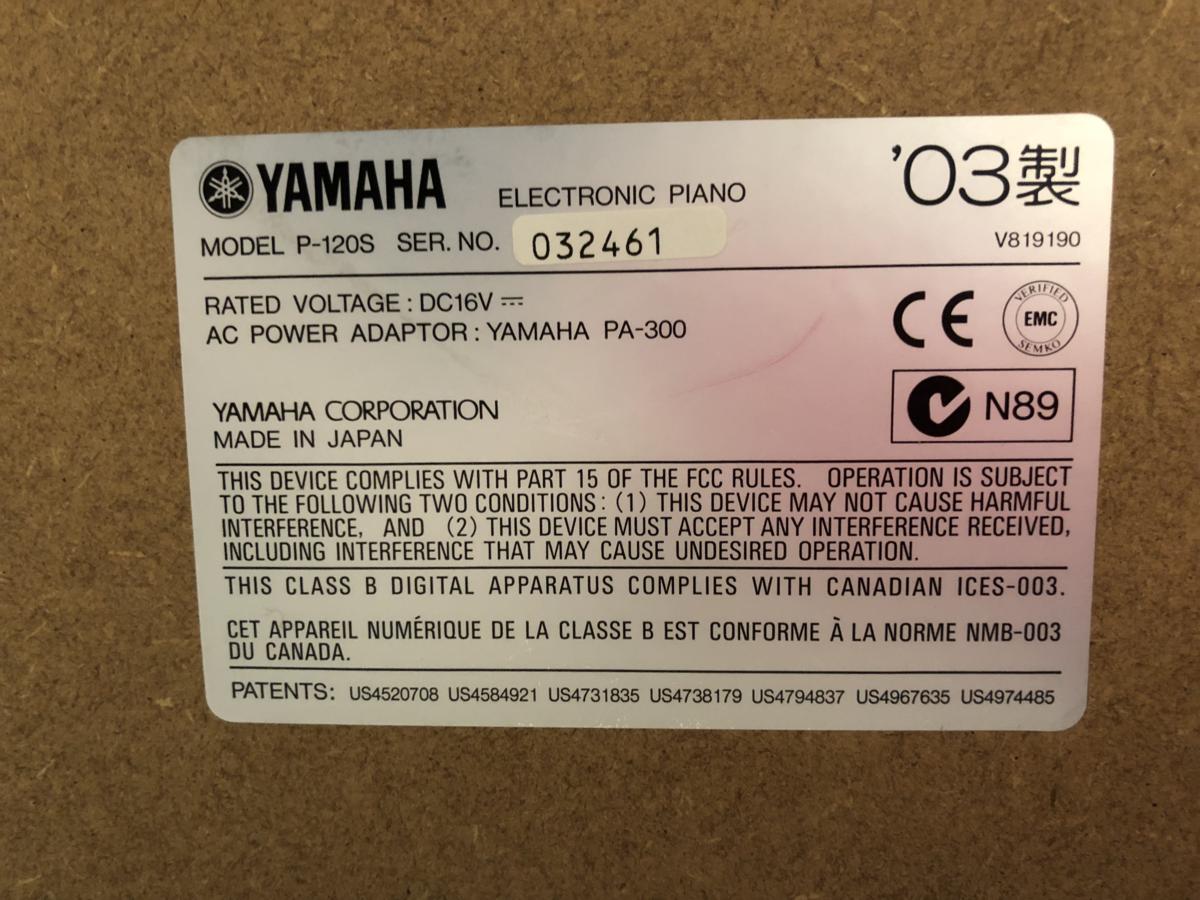 YAMAHA ELECTRONIC PIANO '03製
MODEL P-120S SER. NO. 032461 V819190
RATED VOLTAGE : DC16V ⎓
AC POWER ADAPTOR : YAMAHA PA-300
CE VERIFIED EMC SEMKO
N89
YAMAHA CORPORATION
MADE IN JAPAN
THIS DEVICE COMPLIES WITH PART 15 OF THE FCC RULES. OPERATION IS SUBJECT
TO THE FOLLOWING TWO CONDITIONS : (1) THIS DEVICE MAY NOT CAUSE HARMFUL
INTERFERENCE, AND (2) THIS DEVICE MUST ACCEPT ANY INTERFERENCE RECEIVED,
INCLUDING INTERFERENCE THAT MAY CAUSE UNDESIRED OPERATION.
THIS CLASS B DIGITAL APPARATUS COMPLIES WITH CANADIAN ICES-003.
CET APPAREIL NUMÉRIQUE DE LA CLASSE B EST CONFORME À LA NORME NMB-003
DU CANADA.
PATENTS: US4520708 US4584921 US4731835 US4738179 US4794837 US4967635 US4974485